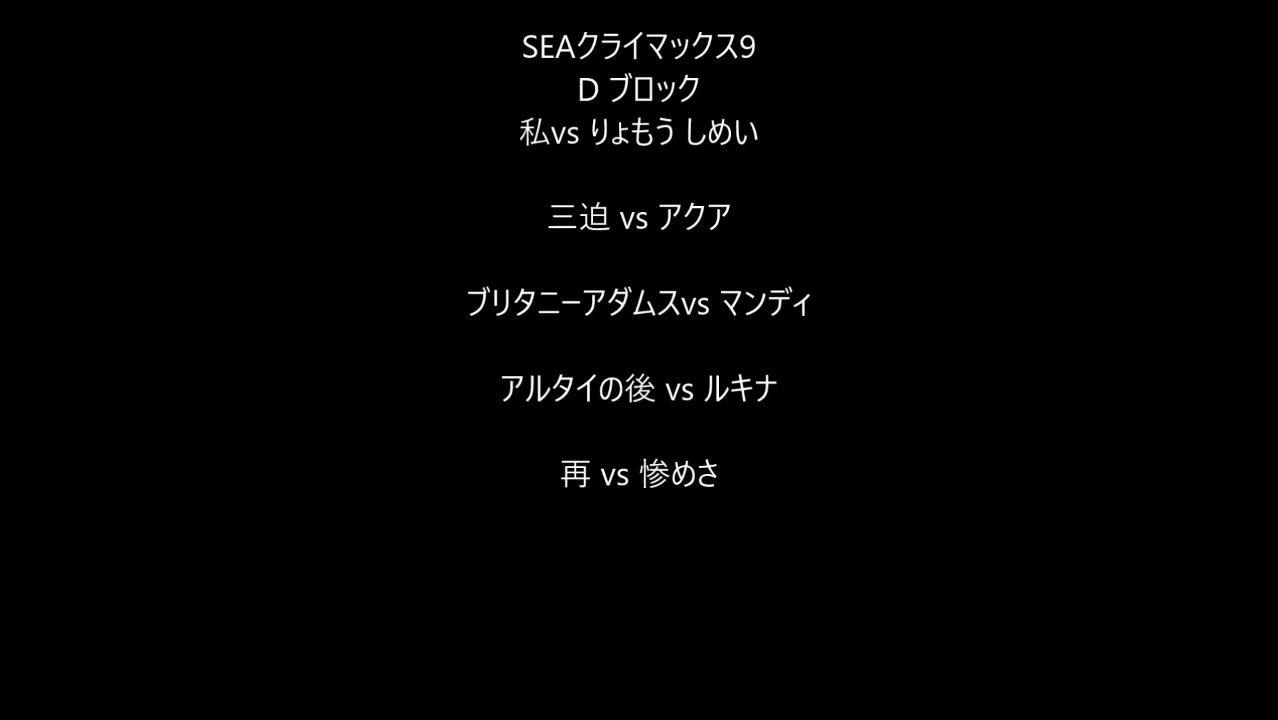 SEAクライマックス9
D ブロック
私vs りょもう しめい
三迫 vs アクア
ブリタニーアダムスvs マンディ
アルタイの後 vs ルキナ
再 vs 惨めさ